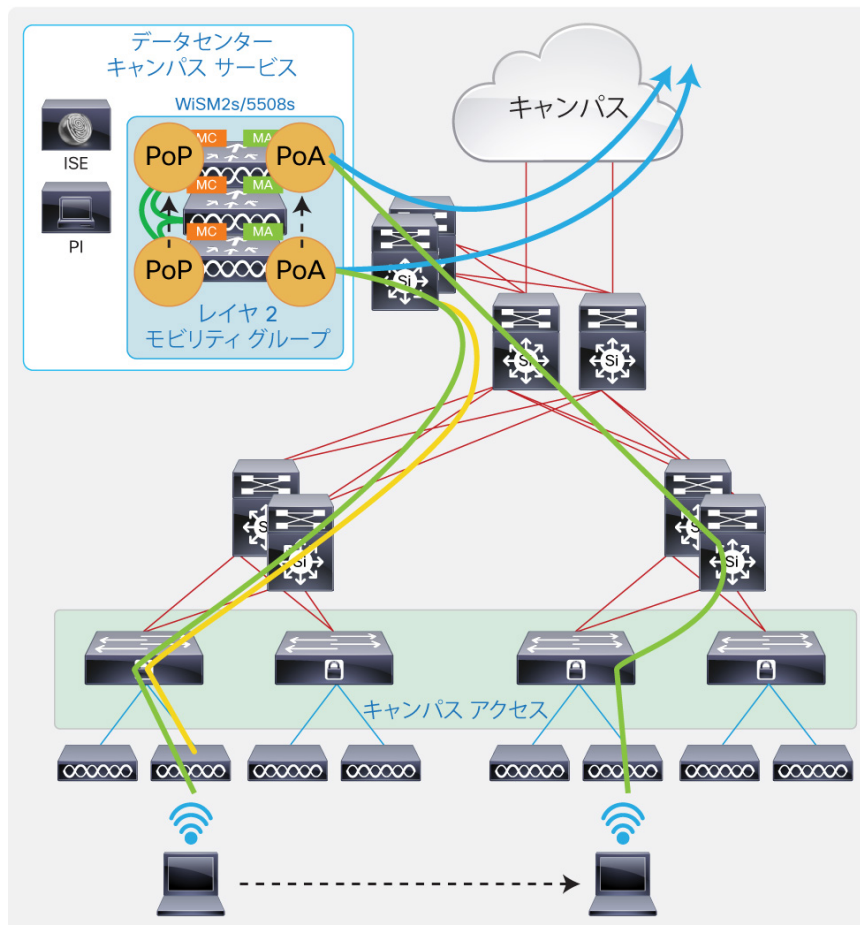 データセンター
キャンパス サービス
WiSM2s/5508s
キャンパス
ISE
PI
PoP
MC
MA
PoA
MC
MA
MC
MA
PoP
PoA
レイヤ 2
モビリティ グループ
Si
Si
Si
Si
Si
Si
キャンパス アクセス